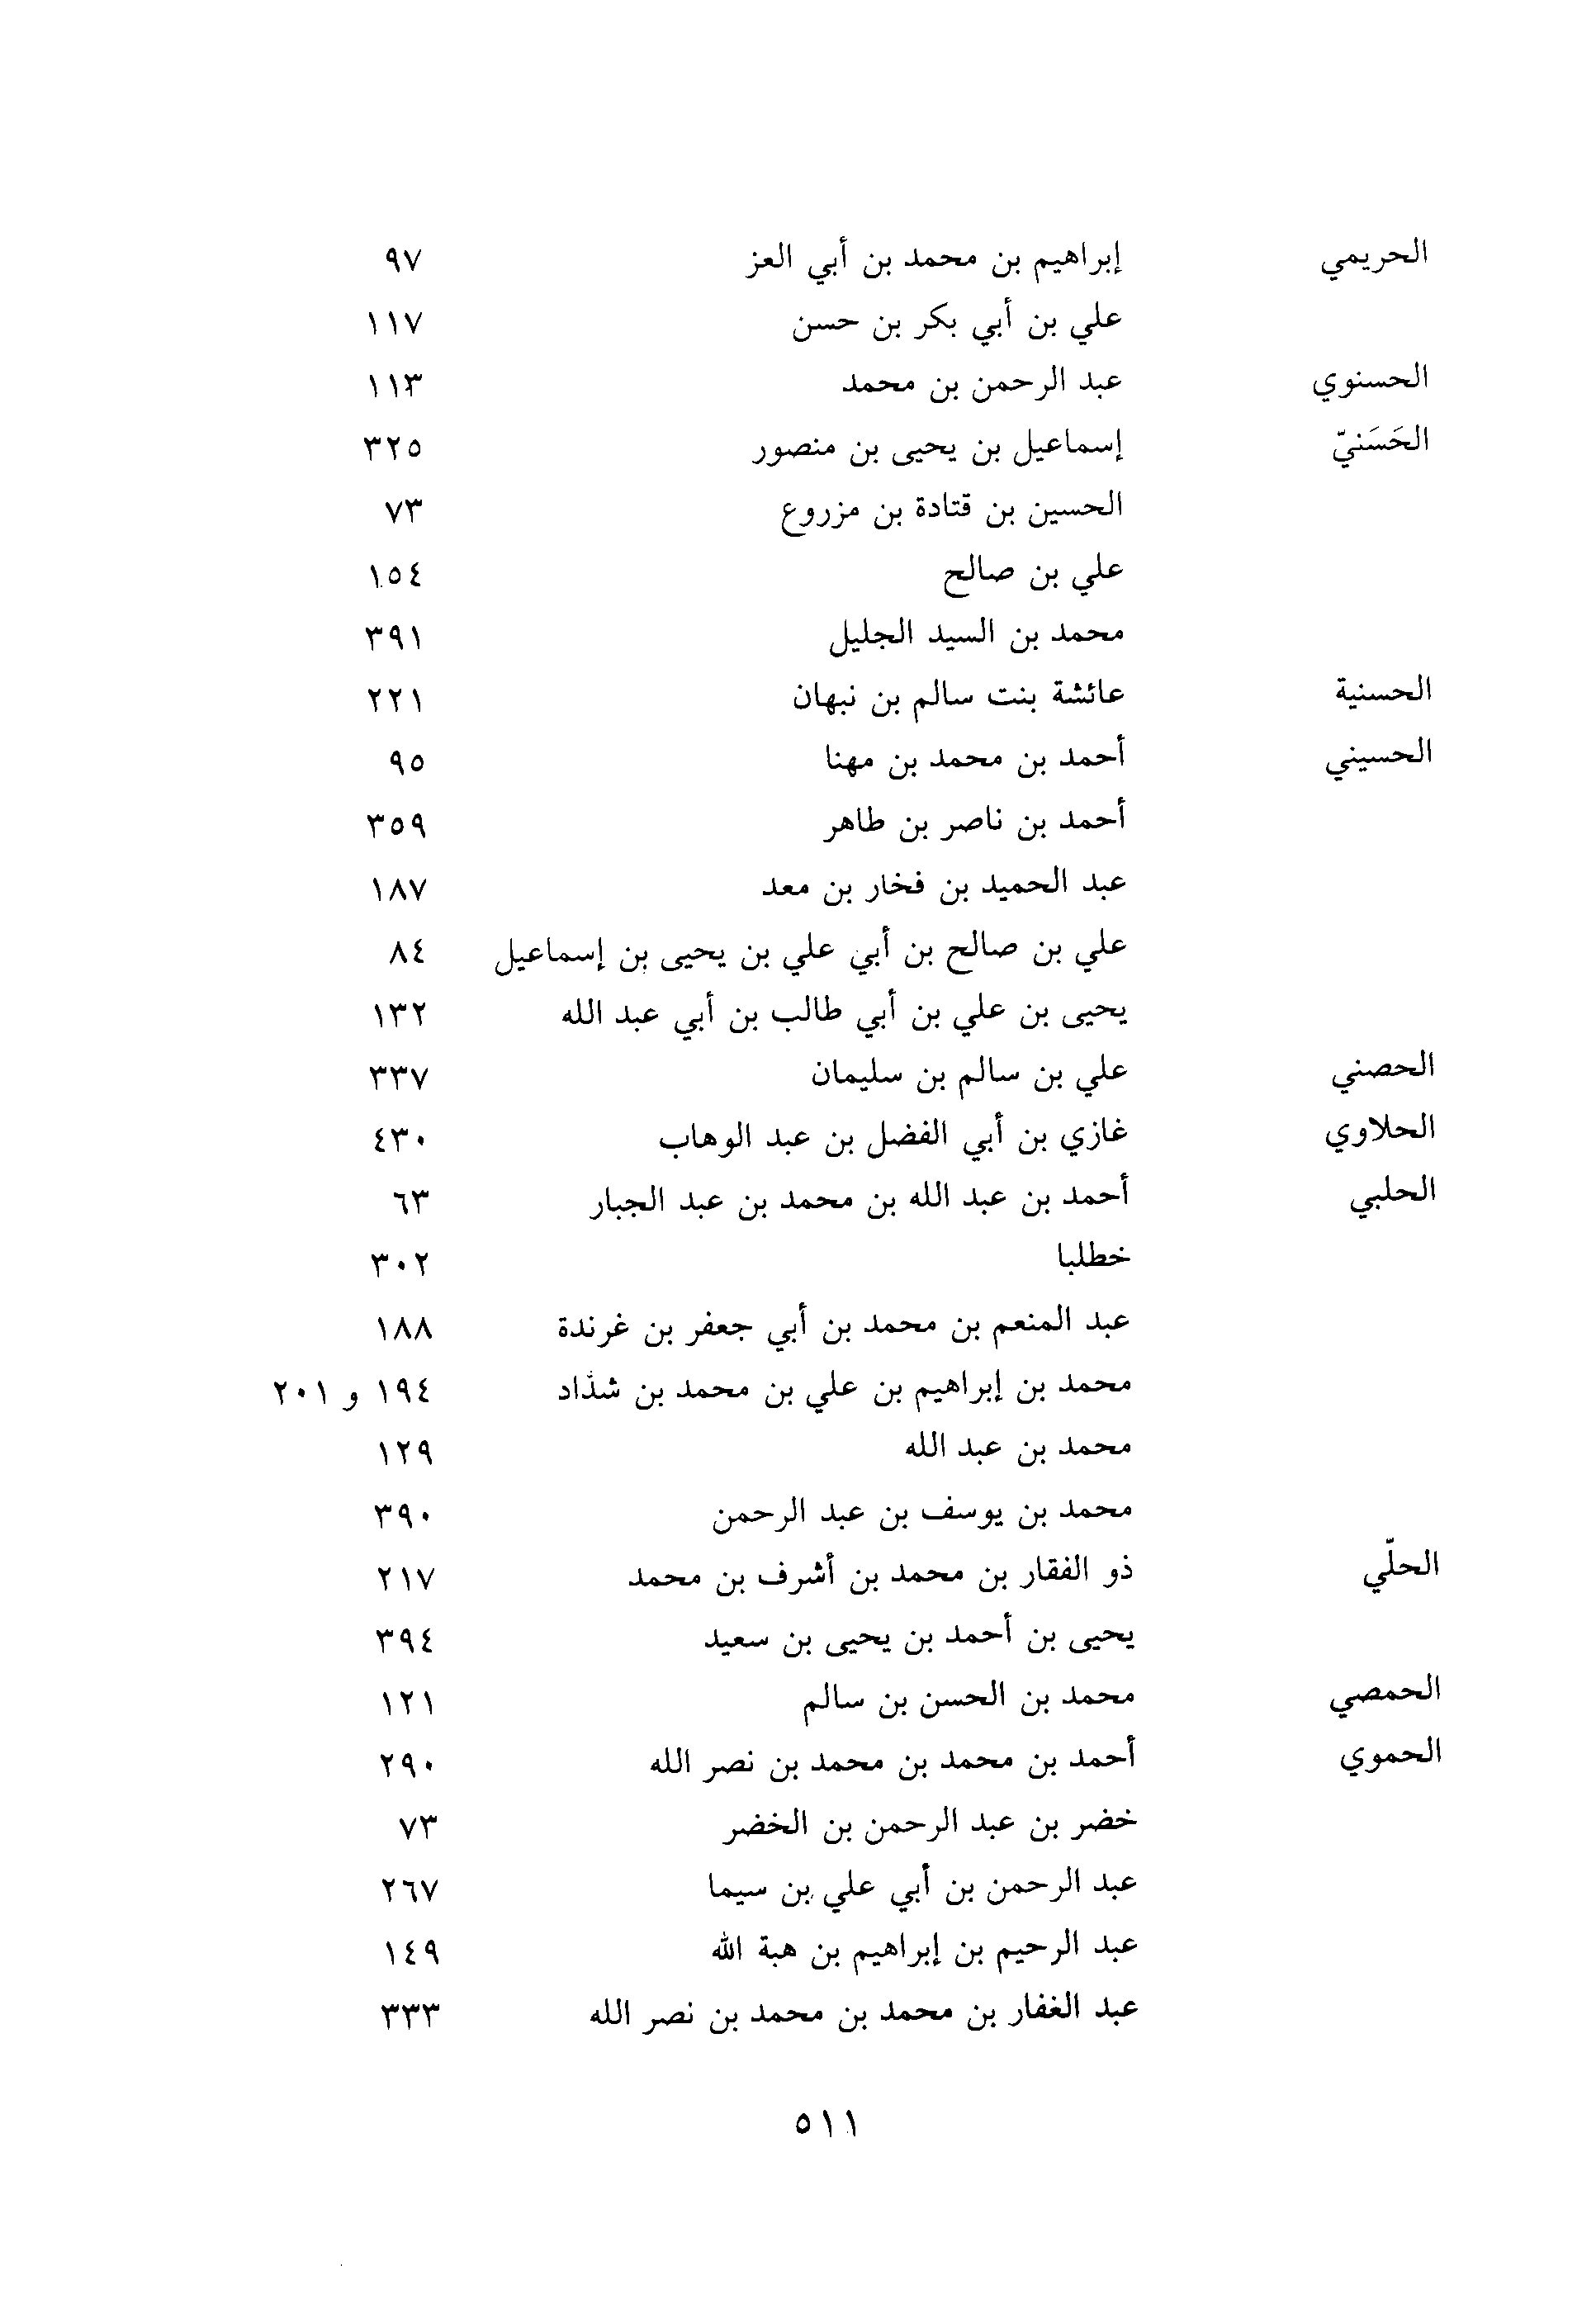 الحريمي إبراهيم بن محمد بن أبي العز ٩٧
علي بن أبي بكر بن حسن ١١٧
الحسنوي عبد الرحمن بن محمد ١١٣
الحَسَنيّ إسماعيل بن يحيى بن منصور ٣٢٥
الحسين بن قتادة بن مزروع ٧٣
علي بن صالح ١٥٤
محمد بن السيد الجليل ٣٩١
الحسنية عائشة بنت سالم بن نبهان ٢٢١
الحسيني أحمد بن محمد بن مهنا ٩٥
أحمد بن ناصر بن طاهر ٣٥٩
عبد الحميد بن فخار بن معد ١٨٧
علي بن صالح بن أبي علي بن يحيى بن إسماعيل ٨٤
يحيى بن علي بن أبي طالب بن أبي عبد الله ١٣٢
الحصني علي بن سالم بن سليمان ٣٣٧
الحلاوي غازي بن أبي الفضل بن عبد الوهاب ٤٣٠
الحلبي أحمد بن عبد الله بن محمد بن عبد الجبار ٦٣
خطلبا ٣٠٢
عبد المنعم بن محمد بن أبي جعفر بن غرندة ١٨٨
محمد بن إبراهيم بن علي بن محمد بن شدّاد ١٩٤ و ٢٠١
محمد بن عبد الله ١٢٩
محمد بن يوسف بن عبد الرحمن ٣٩٠
الحلّي ذو الفقار بن محمد بن أشرف بن محمد ٢١٧
يحيى بن أحمد بن يحيى بن سعيد ٣٩٤
الحمصي محمد بن الحسن بن سالم ١٢١
الحموي أحمد بن محمد بن محمد بن نصر الله ٢٩٠
خضر بن عبد الرحمن بن الخضر ٧٣
عبد الرحمن بن أبي علي بن سيما ٢٦٧
عبد الرحيم بن إبراهيم بن هبة الله ١٤٩
عبد الغفار بن محمد بن محمد بن نصر الله ٣٣٣
٥١١